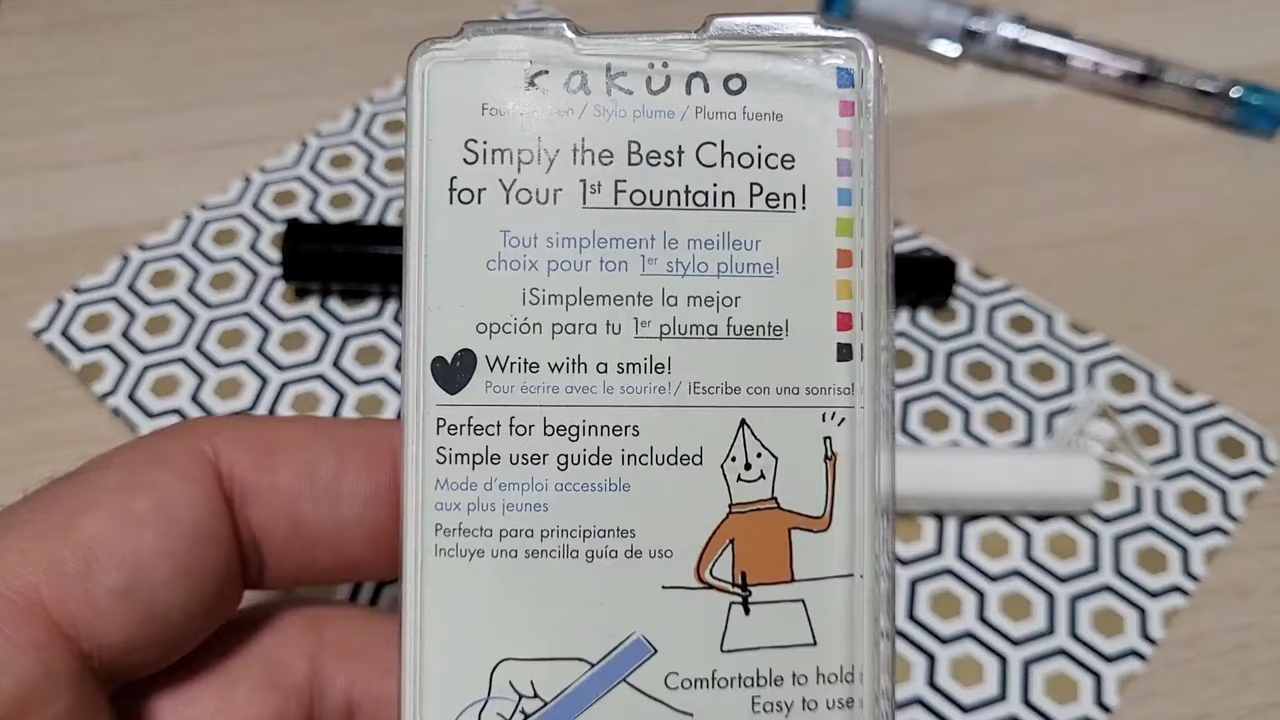 kaküno
Fountain Pen / Stylo plume / Pluma fuente
Simply the Best Choice
for Your 1st Fountain Pen!
Tout simplement le meilleur
choix pour ton 1er stylo plume!
¡Simplemente la mejor
opción para tu 1er pluma fuente!
Write with a smile!
Pour écrire avec le sourire! / ¡Escribe con una sonrisa!
Perfect for beginners
Simple user guide included
Mode d'emploi accessible
aux plus jeunes
Perfecta para principiantes
Incluye una sencilla guía de uso
Comfortable to hold
Easy to use